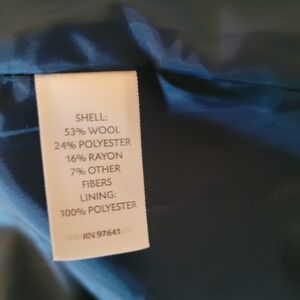 SHELL:
53% WOOL
24% POLYESTER
16% RAYON
7% OTHER
FIBERS
LINING:
100% POLYESTER
RN 97641